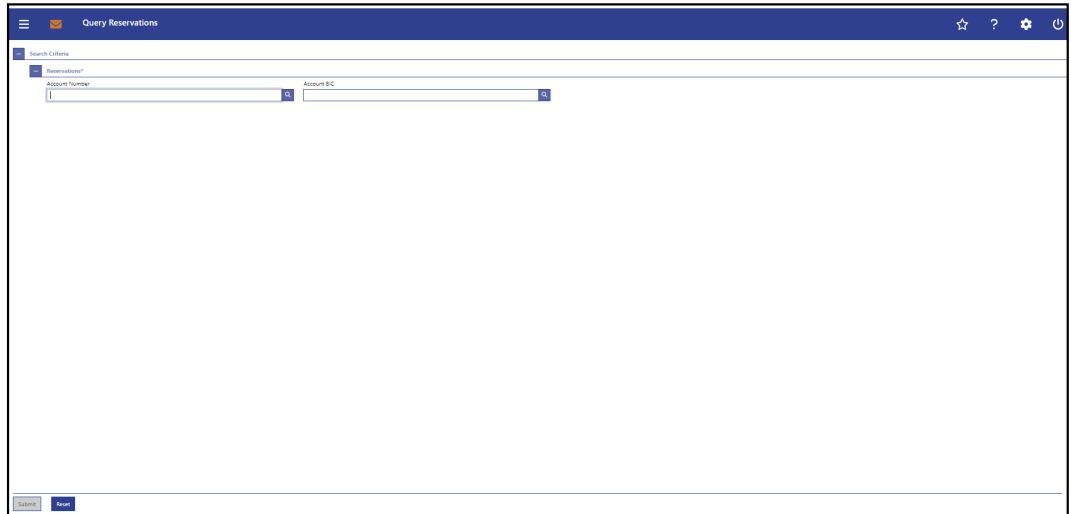 Query Reservations
?
Search Criteria
Reservations*
Account Number
Account BIC
Submit
Reset